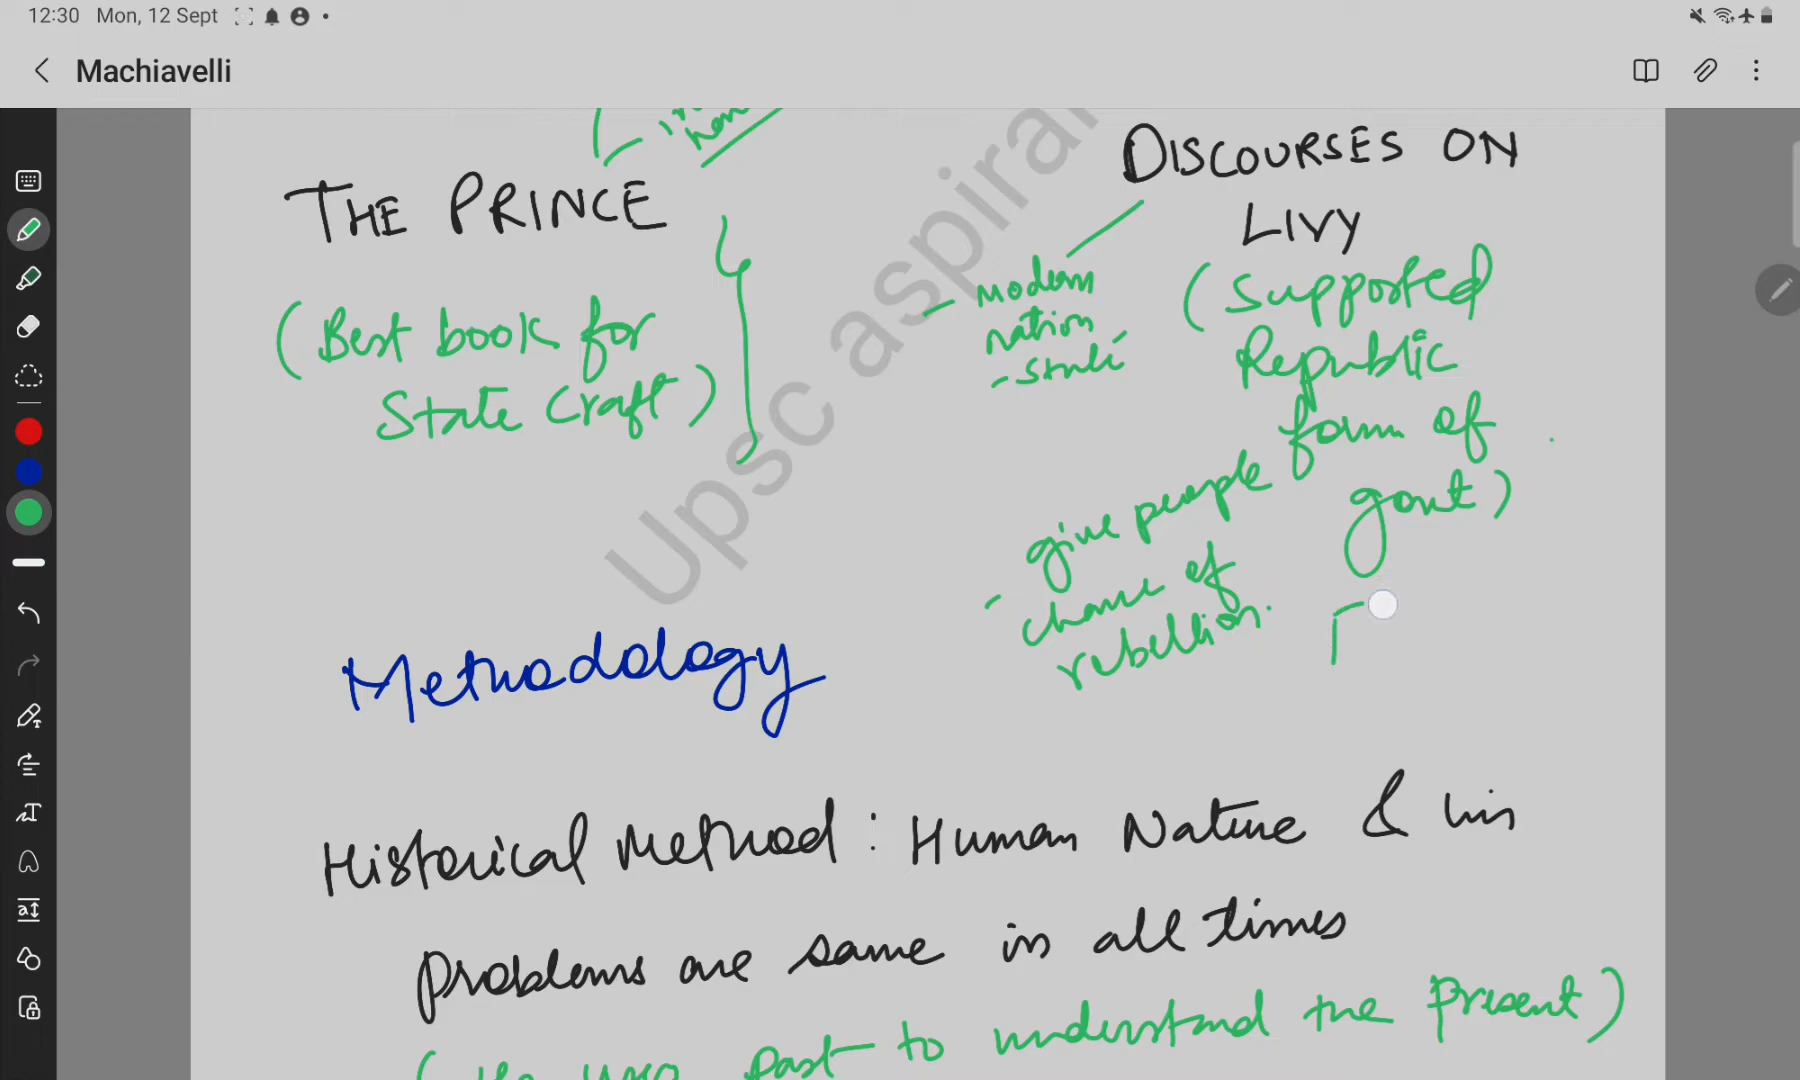 12:30 Mon, 12 Sept
Machiavelli
THE PRINCE
(Best book for
State Craft)
DISCOURSES ON
LIVY
(Supported
Republic
form of
govt)
- modern
nation
- state
- give people
chance of
rebellion.
Upsc aspiran
Methodology
Historical Method: Human Nature & his
problems are same in all times
past to understand the present)